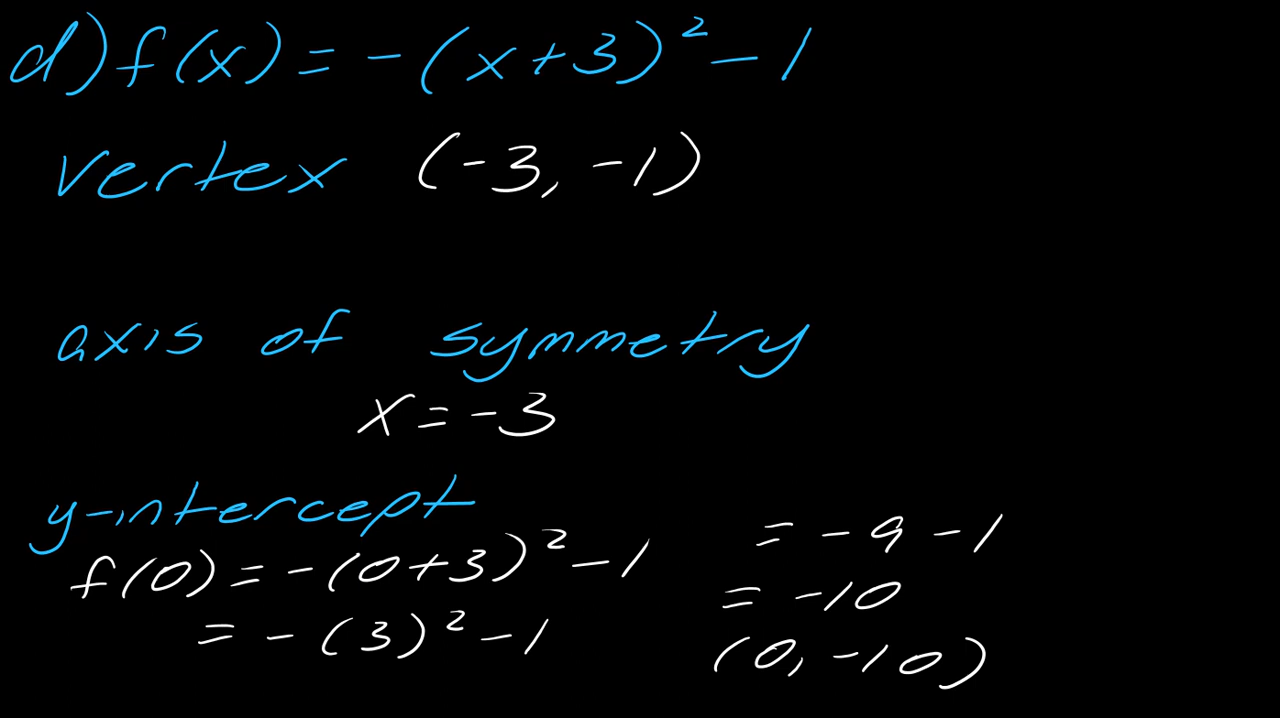 d) f(x) = -(x+3)² - 1
vertex (-3, -1)
axis of symmetry
x = -3
y-intercept
f(0) = -(0+3)² - 1
= -(3)² - 1
= -9 - 1
= -10
(0, -10)